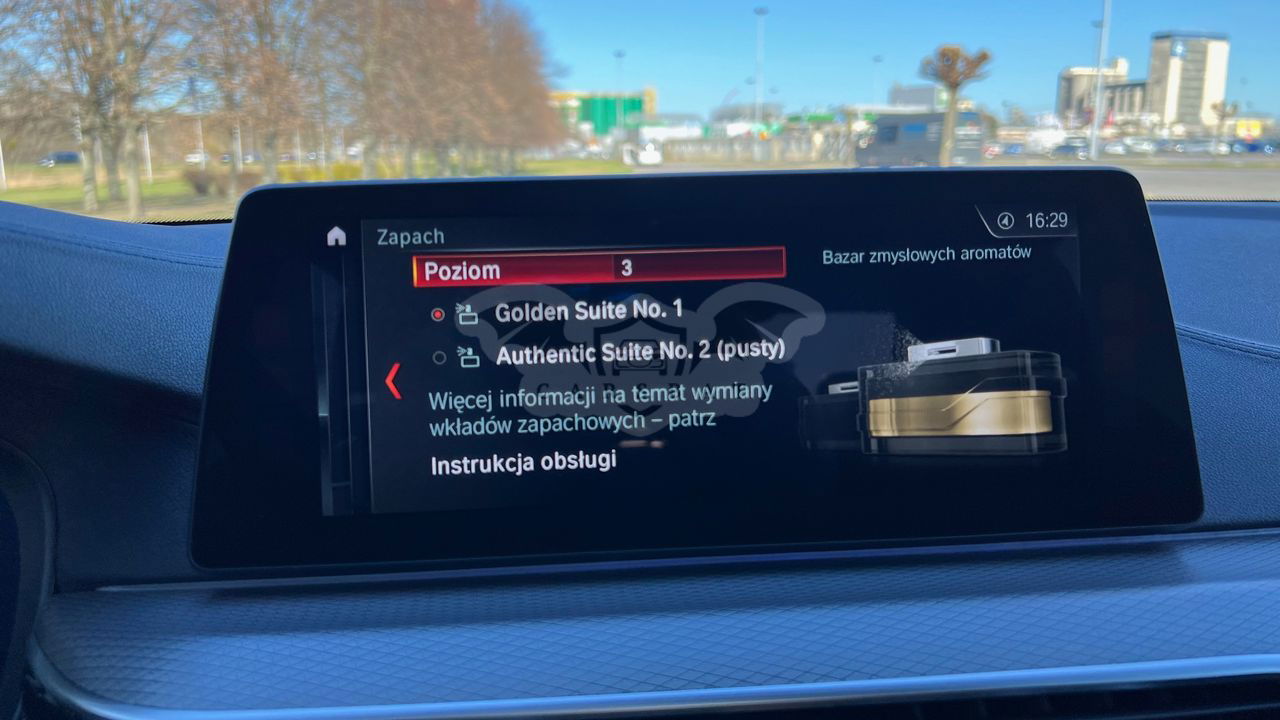 16:29
Zapach
Poziom 3
Bazar zmysłowych aromatów
Golden Suite No. 1
Authentic Suite No. 2 (pusty)
Więcej informacji na temat wymiany
wkładów zapachowych – patrz
Instrukcja obsługi